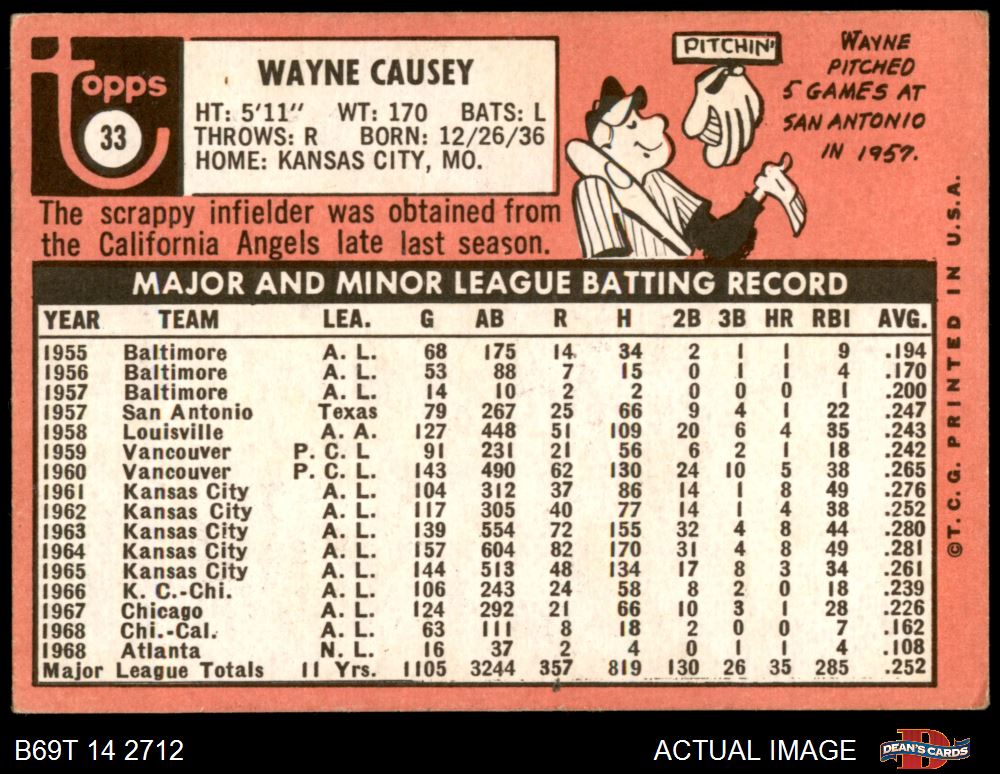 Topps
33
WAYNE CAUSEY
HT: 5'11" WT: 170 BATS: L
THROWS: R BORN: 12/26/36
HOME: KANSAS CITY, MO.
PITCHIN'
WAYNE
PITCHED
5 GAMES AT
SAN ANTONIO
IN 1957.
The scrappy infielder was obtained from
the California Angels late last season.
MAJOR AND MINOR LEAGUE BATTING RECORD
YEAR TEAM LEA. G AB R H 2B 3B HR RBI AVG.
1955 Baltimore A. L. 68 175 14 34 2 1 1 9 .194
1956 Baltimore A. L. 53 88 7 15 0 1 1 4 .170
1957 Baltimore A. L. 14 10 2 2 0 0 0 1 .200
1957 San Antonio Texas 79 267 25 66 9 4 1 22 .247
1958 Louisville A. A. 127 448 51 109 20 6 4 35 .243
1959 Vancouver P. C. L 91 231 21 56 6 2 1 18 .242
1960 Vancouver P. C. L. 143 490 62 130 24 10 5 38 .265
1961 Kansas City A. L. 104 312 37 86 14 1 8 49 .276
1962 Kansas City A. L. 117 305 40 77 14 1 4 38 .252
1963 Kansas City A. L. 139 554 72 155 32 4 8 44 .280
1964 Kansas City A. L. 157 604 82 170 31 4 8 49 .281
1965 Kansas City A. L. 144 513 48 134 17 8 3 34 .261
1966 K. C.-Chi. A. L. 106 243 24 58 8 2 0 18 .239
1967 Chicago A. L. 124 292 21 66 10 3 1 28 .226
1968 Chi.-Cal. A. L. 63 111 8 18 2 0 0 7 .162
1968 Atlanta N. L. 16 37 2 4 0 1 1 4 .108
Major League Totals 11 Yrs. 1105 3244 357 819 130 26 35 285 .252
©T. C. G. PRINTED IN U.S.A.
B69T 14 2712
ACTUAL IMAGE
D
DEAN'S CARDS